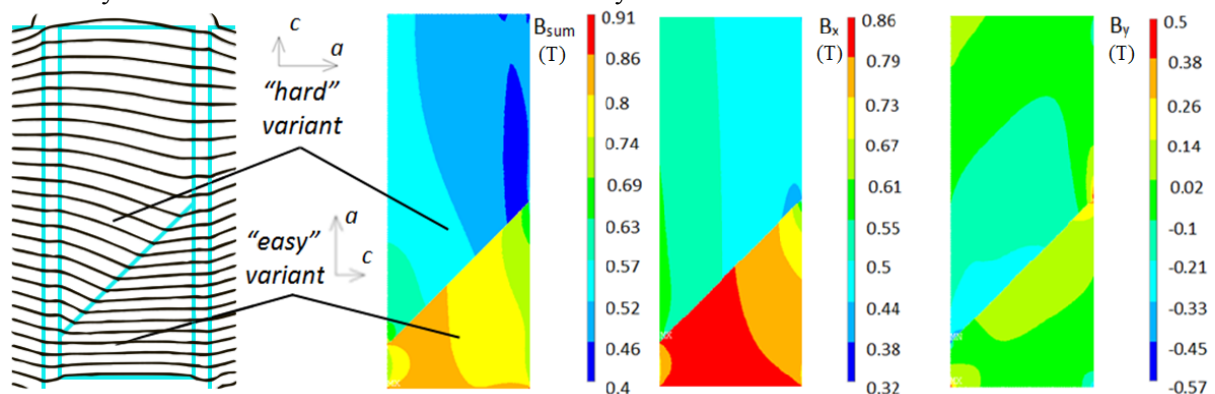 c
a
“hard”
variant
a
“easy”
variant
c
B_sum
(T)
0.91
0.86
0.8
0.74
0.69
0.63
0.57
0.52
0.46
0.4
B_x
(T)
0.86
0.79
0.73
0.67
0.61
0.55
0.5
0.44
0.38
0.32
B_y
(T)
0.5
0.38
0.26
0.14
0.02
-0.1
-0.21
-0.33
-0.45
-0.57